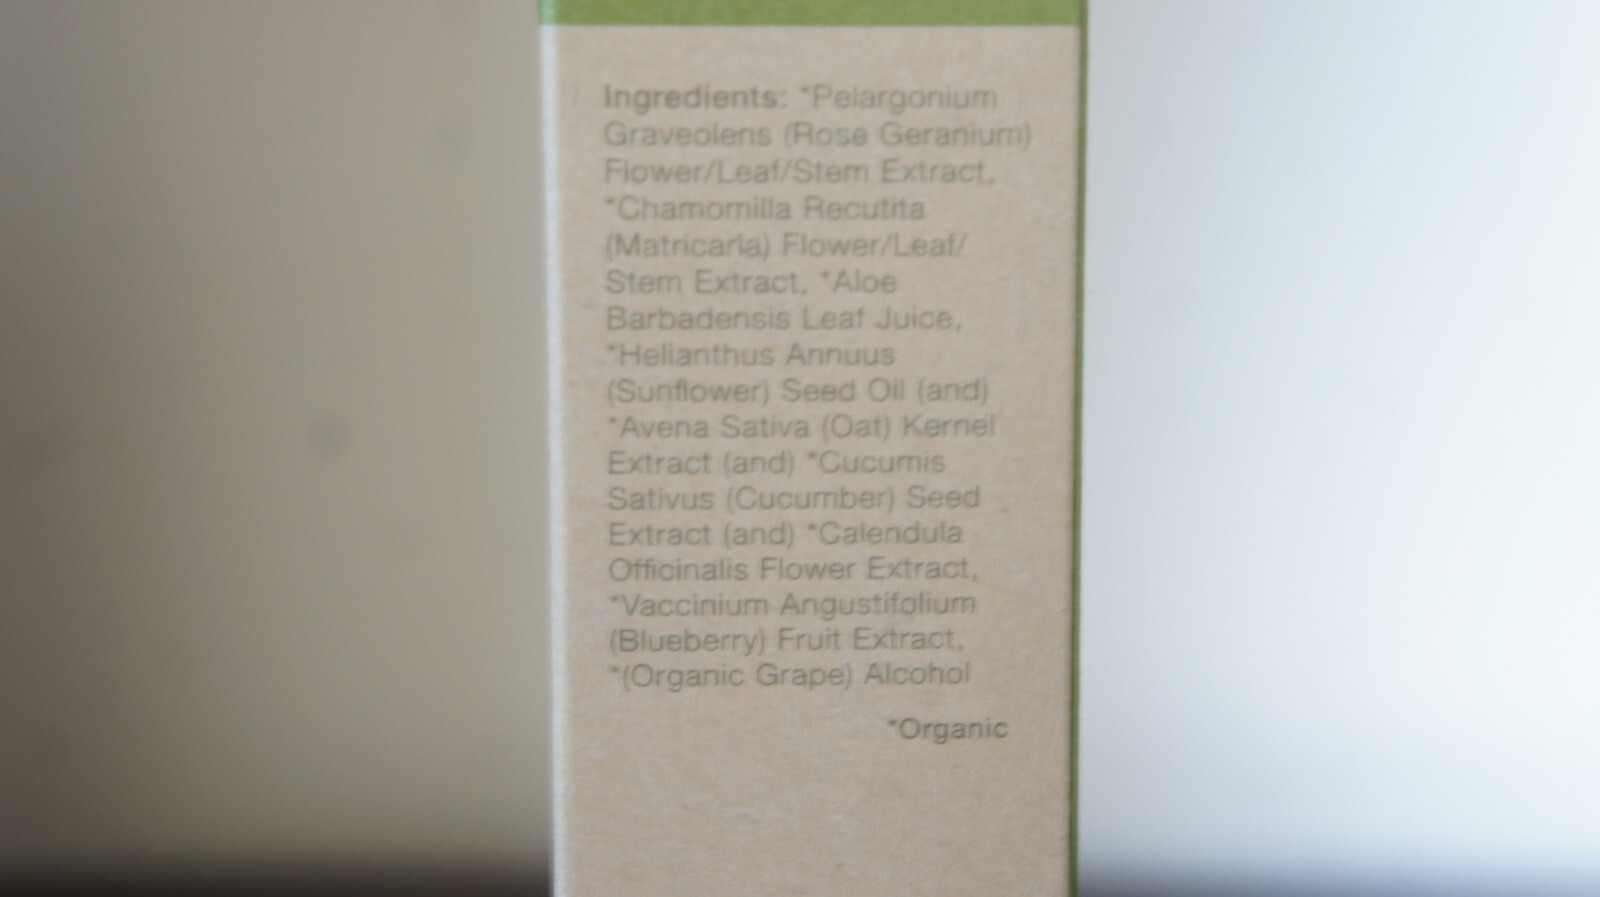 Ingredients: *Pelargonium
Graveolens (Rose Geranium)
Flower/Leaf/Stem Extract,
*Chamomilla Recutita
(Matricaria) Flower/Leaf/
Stem Extract, *Aloe
Barbadensis Leaf Juice,
*Helianthus Annuus
(Sunflower) Seed Oil (and)
*Avena Sativa (Oat) Kernel
Extract (and) *Cucumis
Sativus (Cucumber) Seed
Extract (and) *Calendula
Officinalis Flower Extract,
*Vaccinium Angustifolium
(Blueberry) Fruit Extract,
*(Organic Grape) Alcohol
*Organic